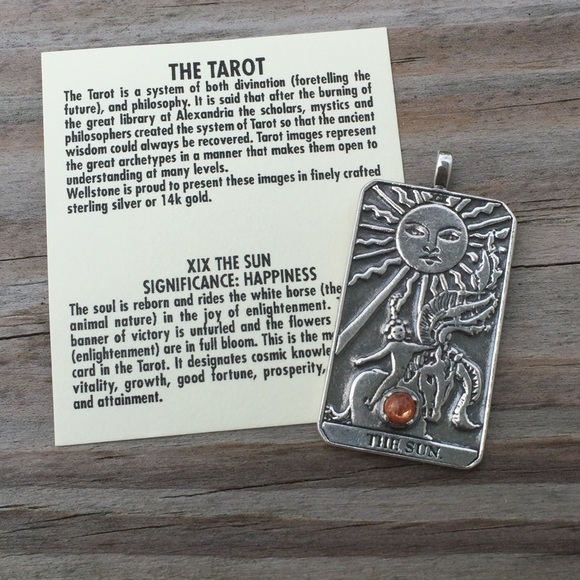 THE TAROT
The Tarot is a system of both divination (foretelling the
future), and philosophy. It is said that after the burning of
the great library at Alexandria the scholars, mystics and
philosophers created the system of Tarot so that the ancient
wisdom could always be recovered. Tarot images represent
the great archetypes in a manner that makes them open to
understanding at many levels.
Wellstone is proud to present these images in finely crafted
sterling silver or 14k gold.
XIX THE SUN
SIGNIFICANCE: HAPPINESS
The soul is reborn and rides the white horse (the
animal nature) in the joy of enlightenment.
banner of victory is unfurled and the flowers
(enlightenment) are in full bloom. This is the
card in the Tarot. It designates cosmic
vitality, growth, good fortune, prosperity,
and attainment.
THE SUN.